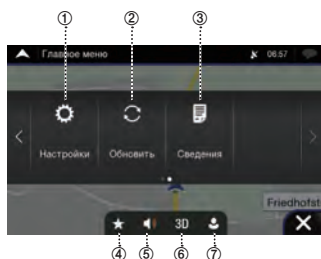 ① ② ③
Главное меню 06:57
Настройки Обновить Сведения
Friedhofst
3D
④ ⑤ ⑥ ⑦